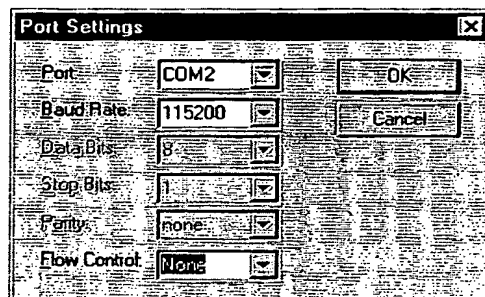 Port Settings
Port: COM2 OK
Baud Rate: 115200 Cancel
Data Bits: 8
Stop Bits: 1
Parity: none
Flow Control: None